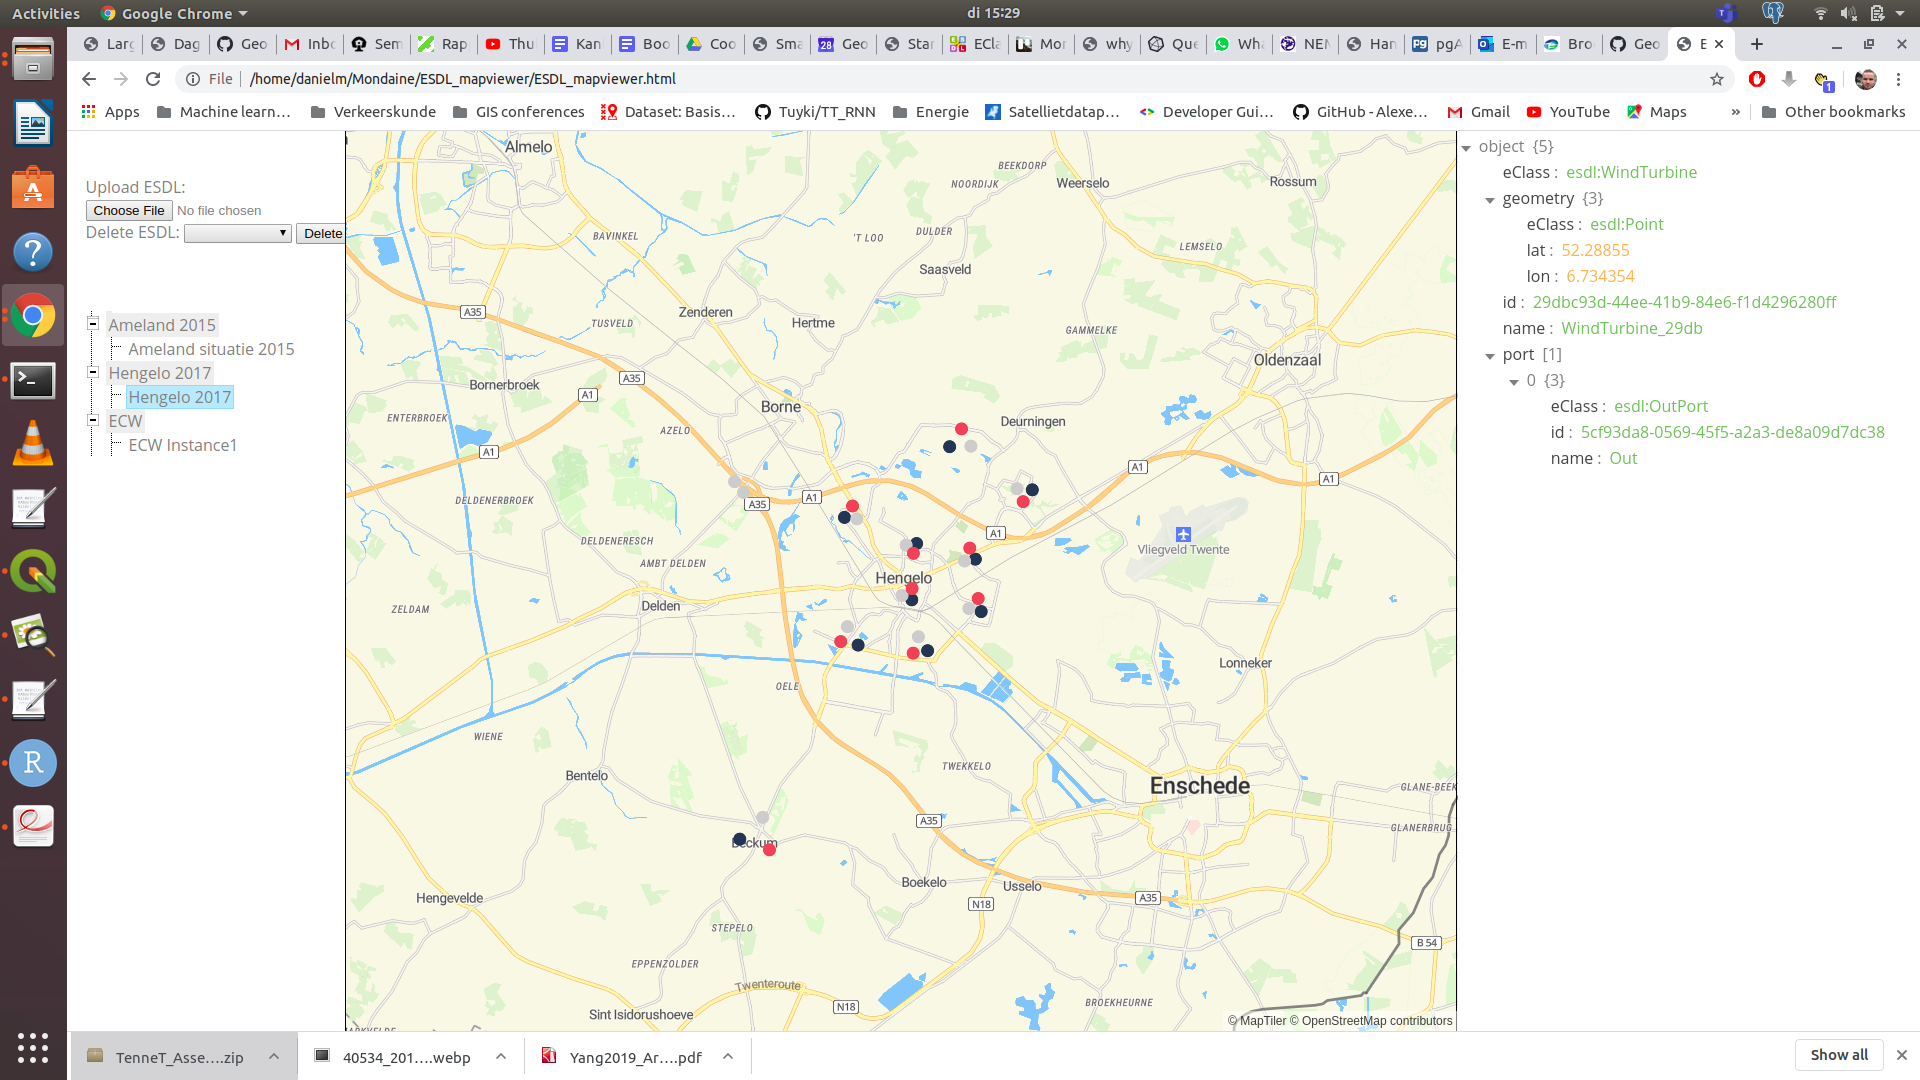 Activities
Google Chrome
di 15:29
Larg
Dag
Geo
Inbo
Sem
Rap
Thu
Kan
Boo
Coo
Sma
Geo
Star
ECla
Mor
why
Que
Wha
NEM
Han
pgA
E-m
Bro
Geo
E
File
/home/danielm/Mondaine/ESDL_mapviewer/ESDL_mapviewer.html
Apps
Machine learn...
Verkeerskunde
GIS conferences
Dataset: Basis...
Tuyki/TT_RNN
Energie
Satellietdatap...
Developer Gui...
GitHub - Alexe...
Gmail
YouTube
Maps
»
Other bookmarks
Upload ESDL:
Choose File No file chosen
Delete ESDL:
Delete
Ameland 2015
Ameland situatie 2015
Hengelo 2017
Hengelo 2017
ECW
ECW Instance1
Almelo
BEEKDORP
Weerselo
Rossum
NOORDIJK
BAVINKEL
'T LOO
DULDER
LEMSELO
Saasveld
A35
Zenderen
Hertme
TUSVELD
GAMMELKE
Oldenzaal
A35
Bornerbroek
A1
Borne
ENTERBROEK
Deurningen
AZELO
A1
A1
A1
DELDENERBROEK
A1
A35
A1
DELDENERESCH
Vliegveld Twente
AMBT DELDEN
Hengelo
ZELDAM
Delden
Lonneker
OELE
WIENE
TWEKKELO
Bentelo
Enschede
GLANE-BEEK
A35
GLANERBRUG
Beckum
Boekelo
Usselo
Hengevelde
A35
N18
STEPELO
B 54
EPPENZOLDER
Twenteroute
N18
BROEKHEURNE
Sint Isidorushoeve
© MapTiler © OpenStreetMap contributors
object {5}
eClass : esdl:WindTurbine
geometry {3}
eClass : esdl:Point
lat : 52.28855
lon : 6.734354
id : 29dbc93d-44ee-41b9-84e6-f1d4296280ff
name : WindTurbine_29db
port [1]
0 {3}
eClass : esdl:OutPort
id : 5cf93da8-0569-45f5-a2a3-de8a09d7dc38
name : Out
TenneT_Asse....zip
40534_201....webp
Yang2019_Ar....pdf
Show all